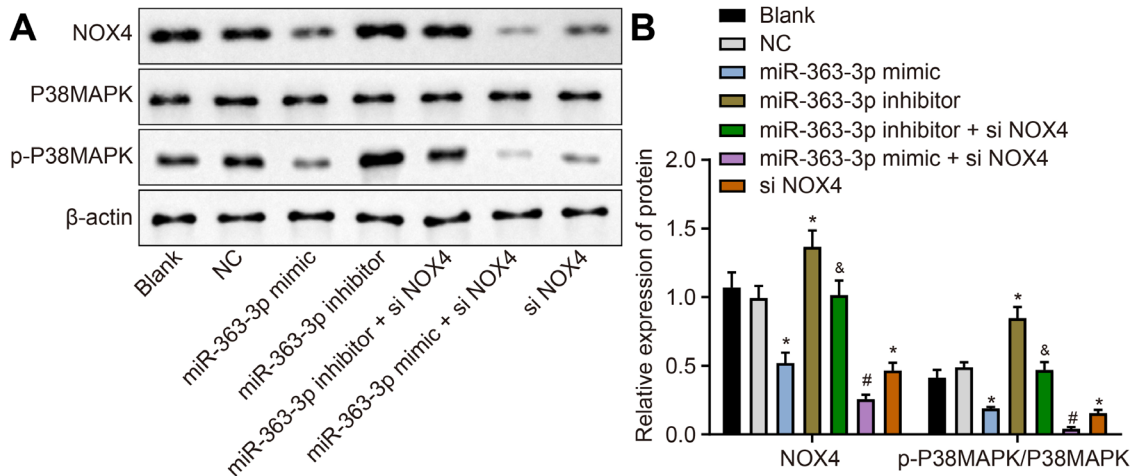 A
NOX4
P38MAPK
p-P38MAPK
β-actin
Blank
NC
miR-363-3p mimic
miR-363-3p inhibitor
miR-363-3p inhibitor + si NOX4
miR-363-3p mimic + si NOX4
si NOX4
B
Blank
NC
miR-363-3p mimic
miR-363-3p inhibitor
miR-363-3p inhibitor + si NOX4
miR-363-3p mimic + si NOX4
si NOX4
Relative expression of protein
2.0
1.5
1.0
0.5
0.0
*
*
&
#
*
*
*
&
#
*
NOX4
p-P38MAPK/P38MAPK